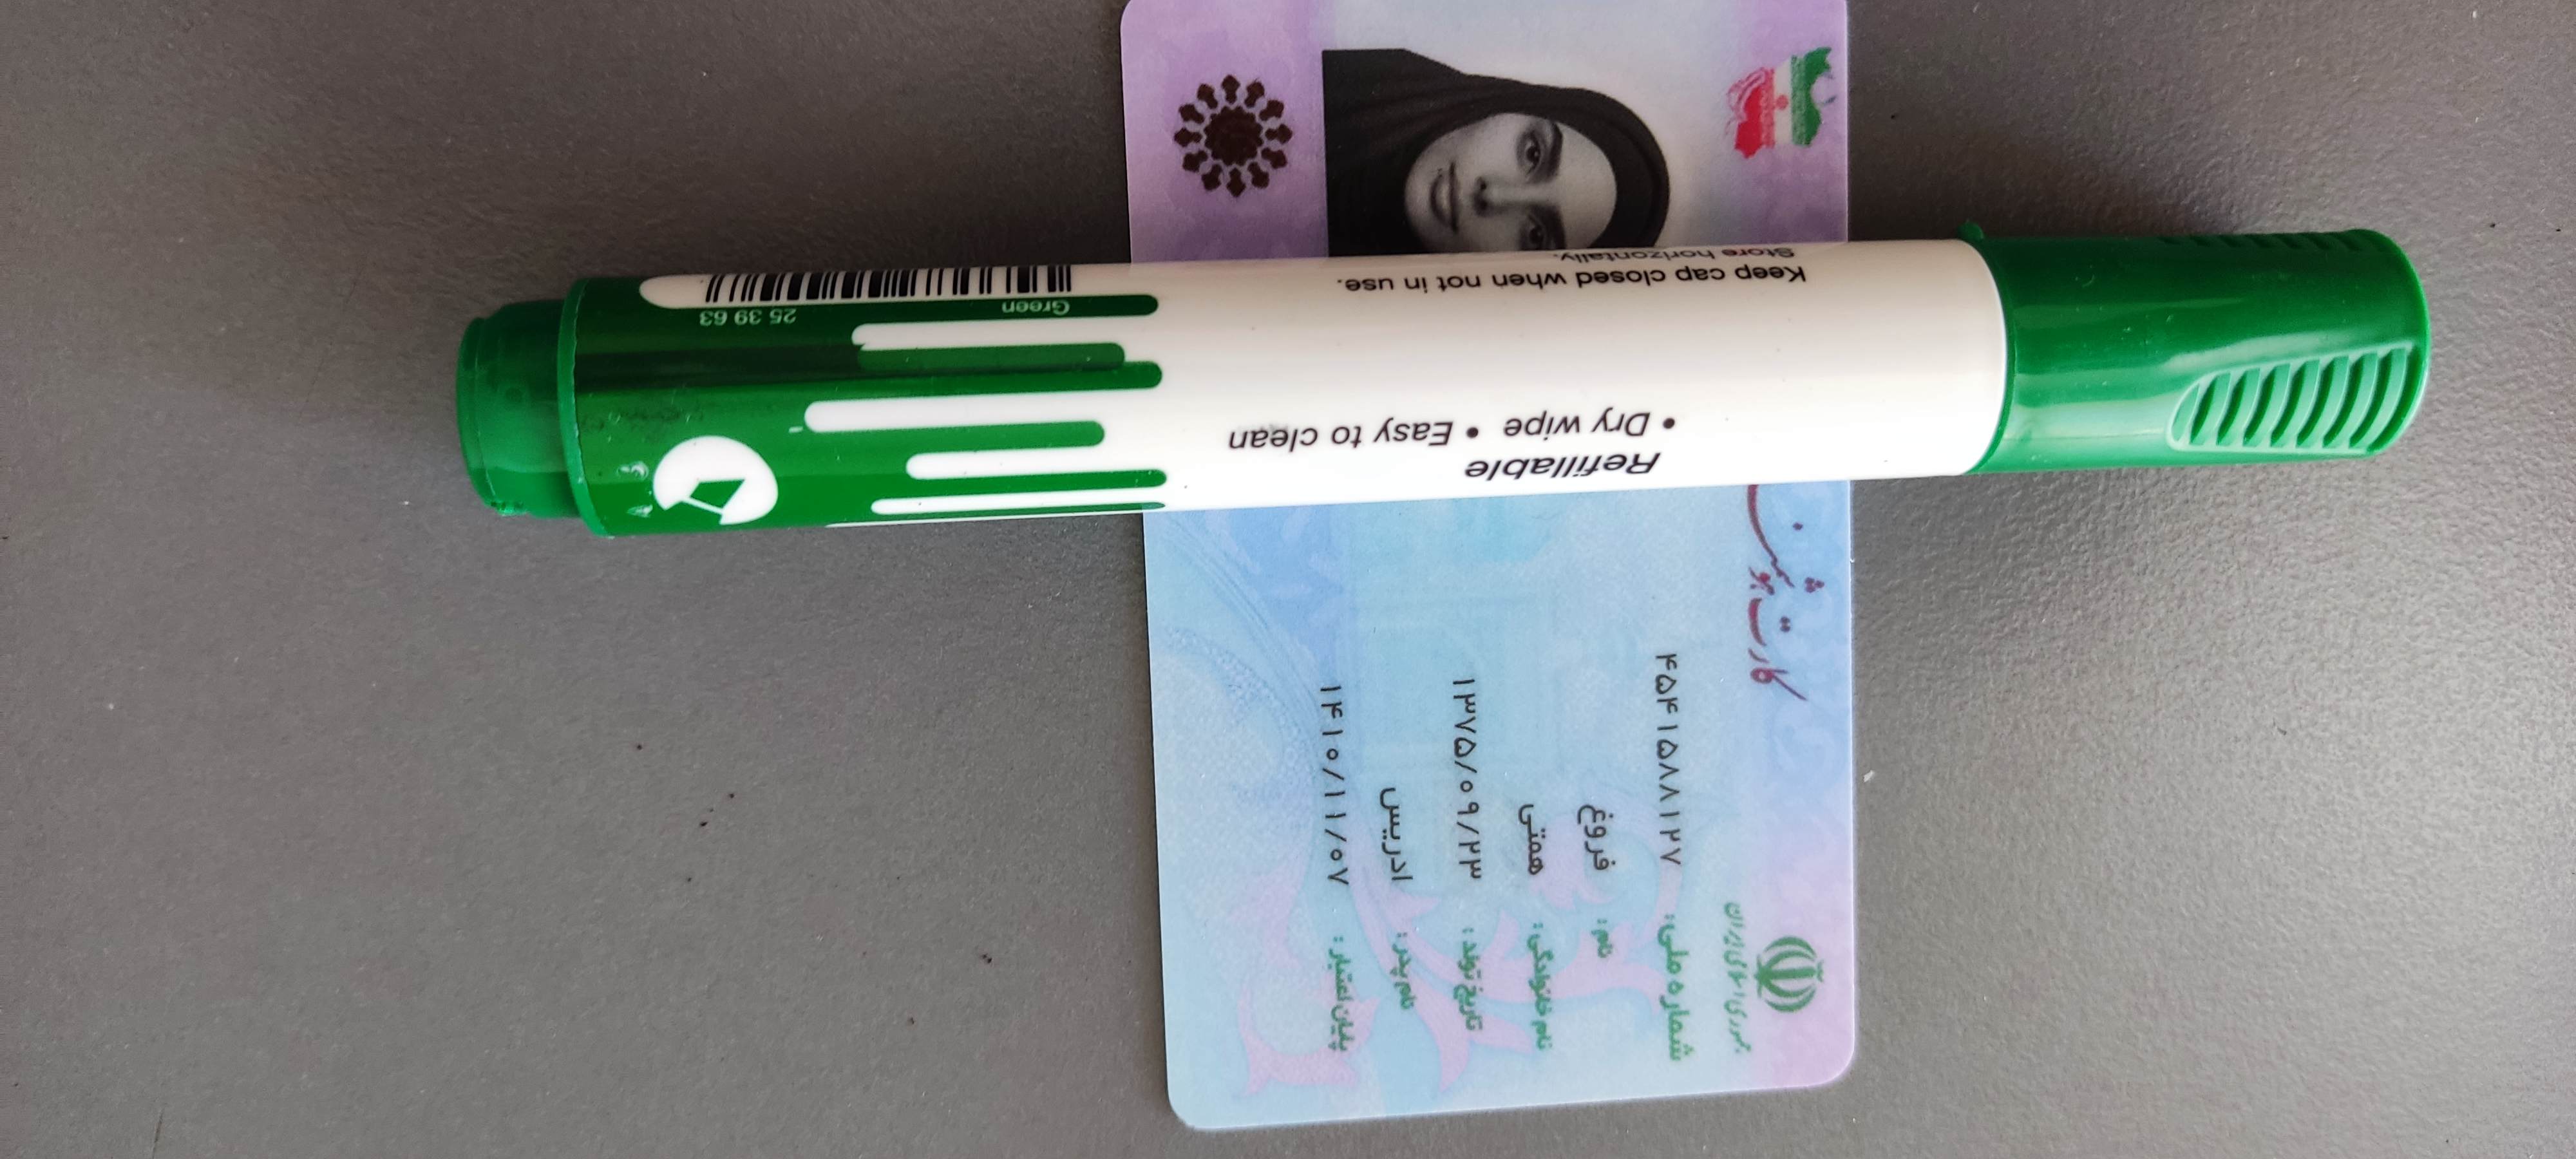 جمهوری اسلامی ایران
کارت هوشمند
شماره ملی: ۴۵۴۱۵۸۸۱۲۷
نام : فروغ
نام خانوادگی : همتی
تاریخ تولد : ۱۳۷۵/۰۹/۲۳
نام پدر : ادریس
پایان اعتبار : ۱۴۱۰/۱۱/۰۷
Refillable
• Dry wipe • Easy to clean
Keep cap closed when not in use.
Store horizontally.
Green 25 39 63